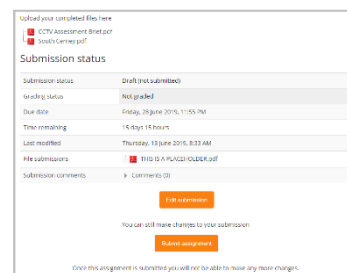 Upload your completed files here
CCTV Assessment Brief.pdf
South Cerney.pdf
Submission status
Submission status Draft (not submitted)
Grading status Not graded
Due date Friday, 28 June 2019, 11:55 PM
Time remaining 15 days 15 hours
Last modified Thursday, 13 June 2019, 8:33 AM
File submissions THIS IS A PLACEHOLDER.pdf
Submission comments Comments (0)
Edit submission
You can still make changes to your submission
Submit assignment
Once this assignment is submitted you will not be able to make any more changes.